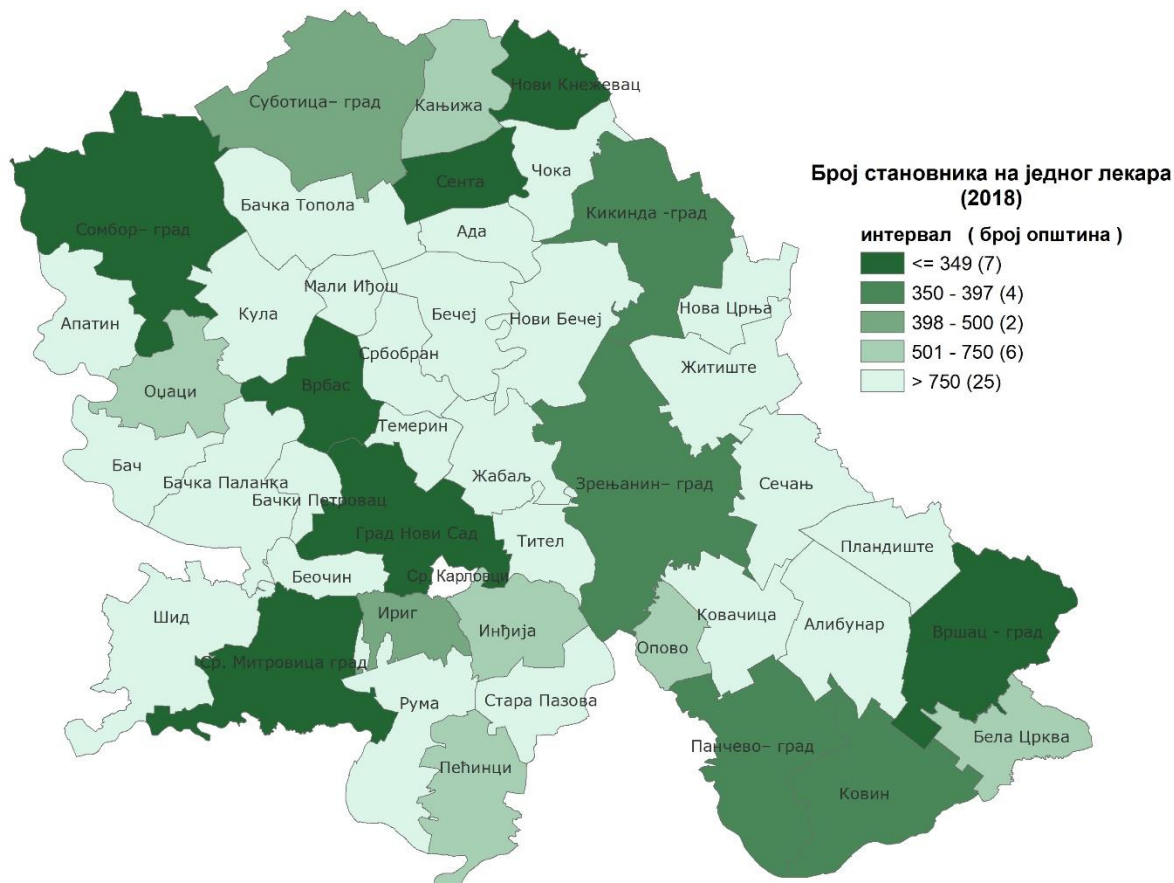 Број становника на једног лекара
(2018)
интервал ( број општина )
<= 349 (7)
350 - 397 (4)
398 - 500 (2)
501 - 750 (6)
> 750 (25)
Суботица– град
Кањижа
Нови Кнежевац
Сента
Чока
Сомбор– град
Бачка Топола
Ада
Кикинда -град
Апатин
Кула
Мали Иђош
Бечеј
Нови Бечеј
Нова Црња
Србобран
Житиште
Оџаци
Врбас
Темерин
Бач
Бачка Паланка
Бачки Петровац
Жабаљ
Зрењанин– град
Сечањ
Град Нови Сад
Тител
Пландиште
Беочин
Ср. Карловци
Шид
Ириг
Инђија
Ковачица
Алибунар
Вршац - град
Опово
Ср. Митровица град
Рума
Стара Пазова
Бела Црква
Панчево– град
Пећинци
Ковин